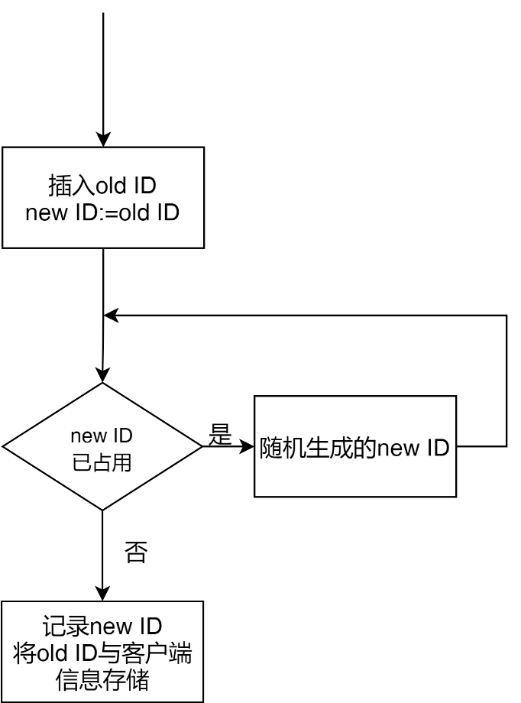 插入old ID
new ID:=old ID
new ID
已占用
是
随机生成的new ID
否
记录new ID
将old ID与客户端
信息存储